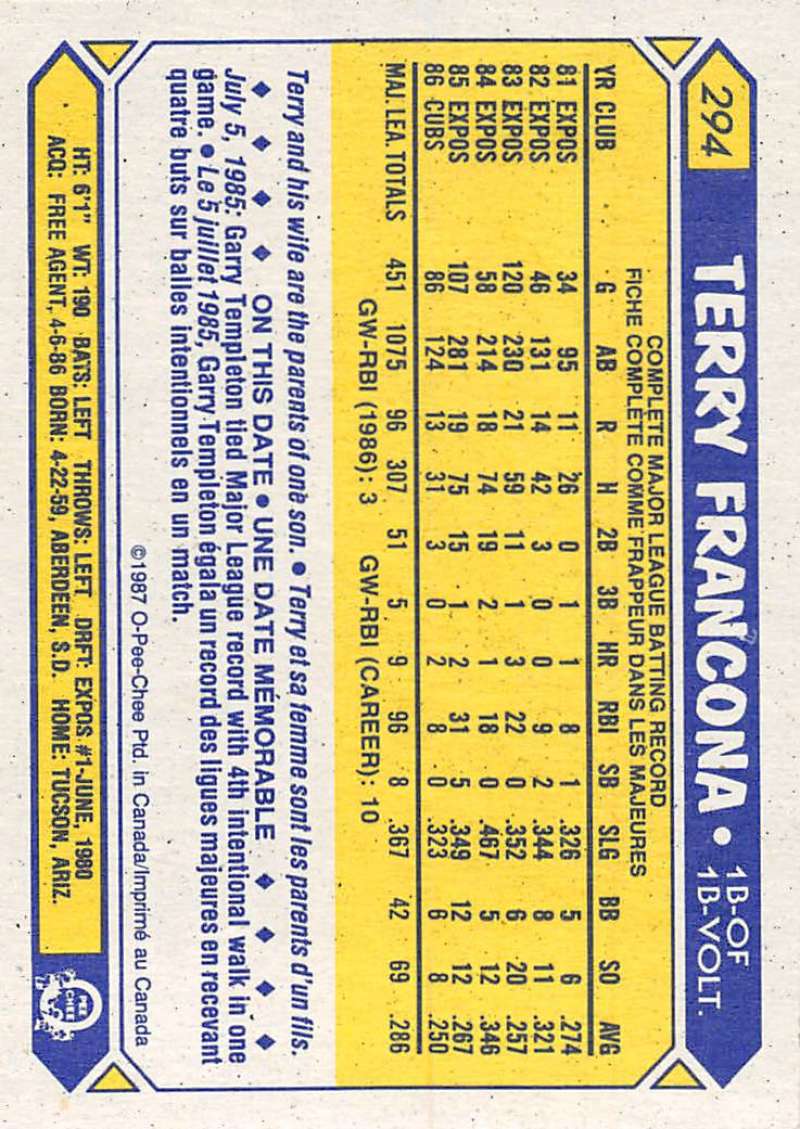 294 TERRY FRANCONA • 1B-OF
1B-VOLT.
COMPLETE MAJOR LEAGUE BATTING RECORD
FICHE COMPLÈTE COMME FRAPPEUR DANS LES MAJEURES
YR CLUB G AB R H 2B 3B HR RBI SB SLG BB SO AVG
81 EXPOS 34 95 11 26 0 1 1 8 1 .326 5 6 .274
82 EXPOS 46 131 14 42 3 0 0 9 2 .344 8 11 .321
83 EXPOS 120 230 21 59 11 1 3 22 0 .352 6 20 .257
84 EXPOS 58 214 18 74 19 2 1 18 0 .467 5 12 .346
85 EXPOS 107 281 19 75 15 1 2 31 5 .349 12 12 .267
86 CUBS 86 124 13 31 3 0 2 8 0 .323 6 8 .250
MAJ. LEA. TOTALS 451 1075 96 307 51 5 9 96 8 .367 42 69 .286
GW-RBI (1986): 3 GW-RBI (CAREER): 10
Terry and his wife are the parents of one son. • Terry et sa femme sont les parents d'un fils.
♦ ♦ ♦ ♦ ON THIS DATE • UNE DATE MÉMORABLE ♦ ♦ ♦ ♦
July 5, 1985: Garry Templeton tied Major League record with 4th intentional walk in one
game. • Le 5 juillet 1985, Garry Templeton égala un record des ligues majeures en recevant
quatre buts sur balles intentionnels en un match.
©1987 O-Pee-Chee Ptd. in Canada/Imprimé au Canada
HT: 6'1" WT: 190 BATS: LEFT THROWS: LEFT DRFT: EXPOS #1-JUNE, 1980
ACQ: FREE AGENT, 4-6-86 BORN: 4-22-59, ABERDEEN, S.D. HOME: TUCSON, ARIZ.
O
PEE
CHEE